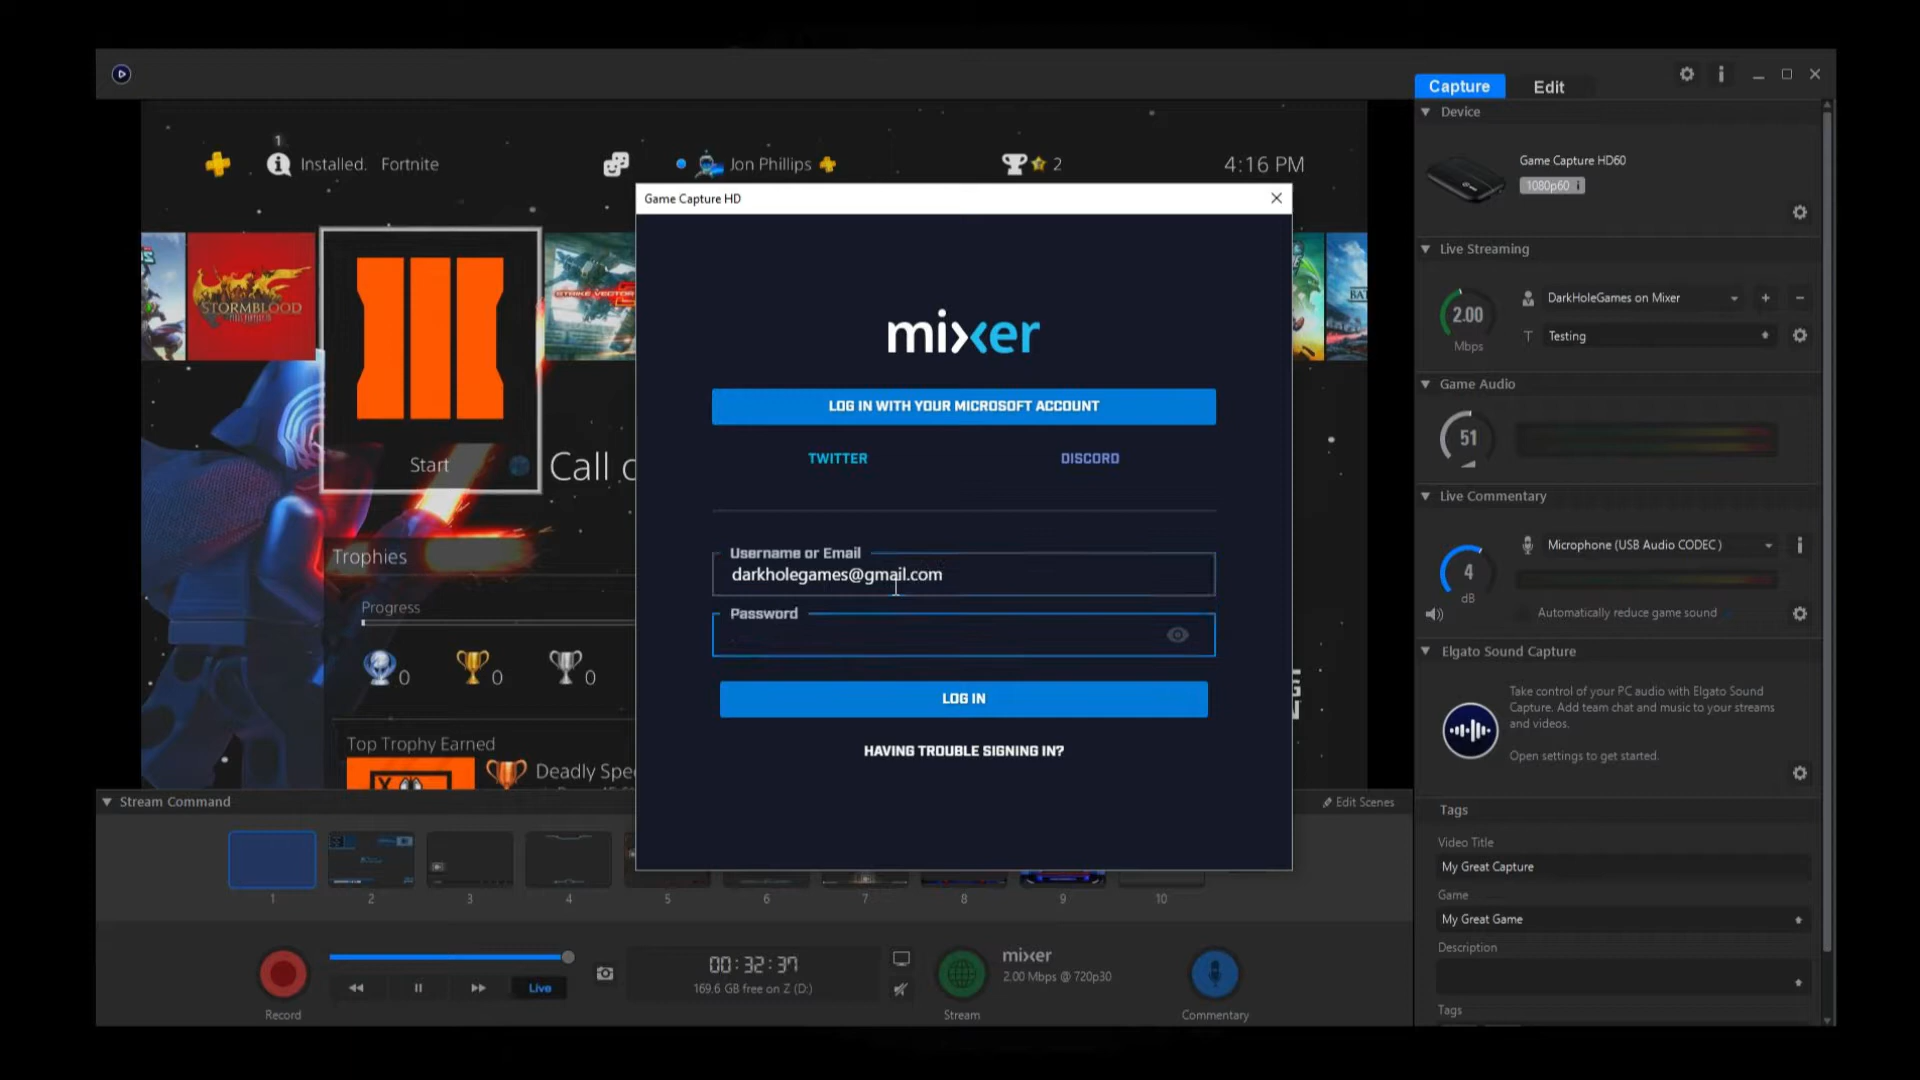 Capture
Edit
Device
Game Capture HD60
1080p60 i
Live Streaming
2.00
Mbps
DarkHoleGames on Mixer
Testing
Game Audio
51
Live Commentary
4
dB
Microphone (USB Audio CODEC )
Automatically reduce game sound
Elgato Sound Capture
Take control of your PC audio with Elgato Sound
Capture. Add team chat and music to your streams
and videos.
Open settings to get started.
Tags
Video Title
My Great Capture
Game
My Great Game
Description
Tags
1
Installed. Fortnite
Jon Phillips
2
4:16 PM
STORMBLOOD
STRIKE VECTOR
III
Start
Call
Trophies
Progress
0
0
0
Top Trophy Earned
Deadly Spe
Game Capture HD
mixer
LOG IN WITH YOUR MICROSOFT ACCOUNT
TWITTER
DISCORD
Username or Email
darkholegames@gmail.com
Password
LOG IN
HAVING TROUBLE SIGNING IN?
Stream Command
Edit Scenes
1
2
3
4
5
6
7
8
9
10
Record
Live
00:32:37
169.6 GB free on Z (D:)
Stream
mixer
2.00 Mbps @ 720p30
Commentary